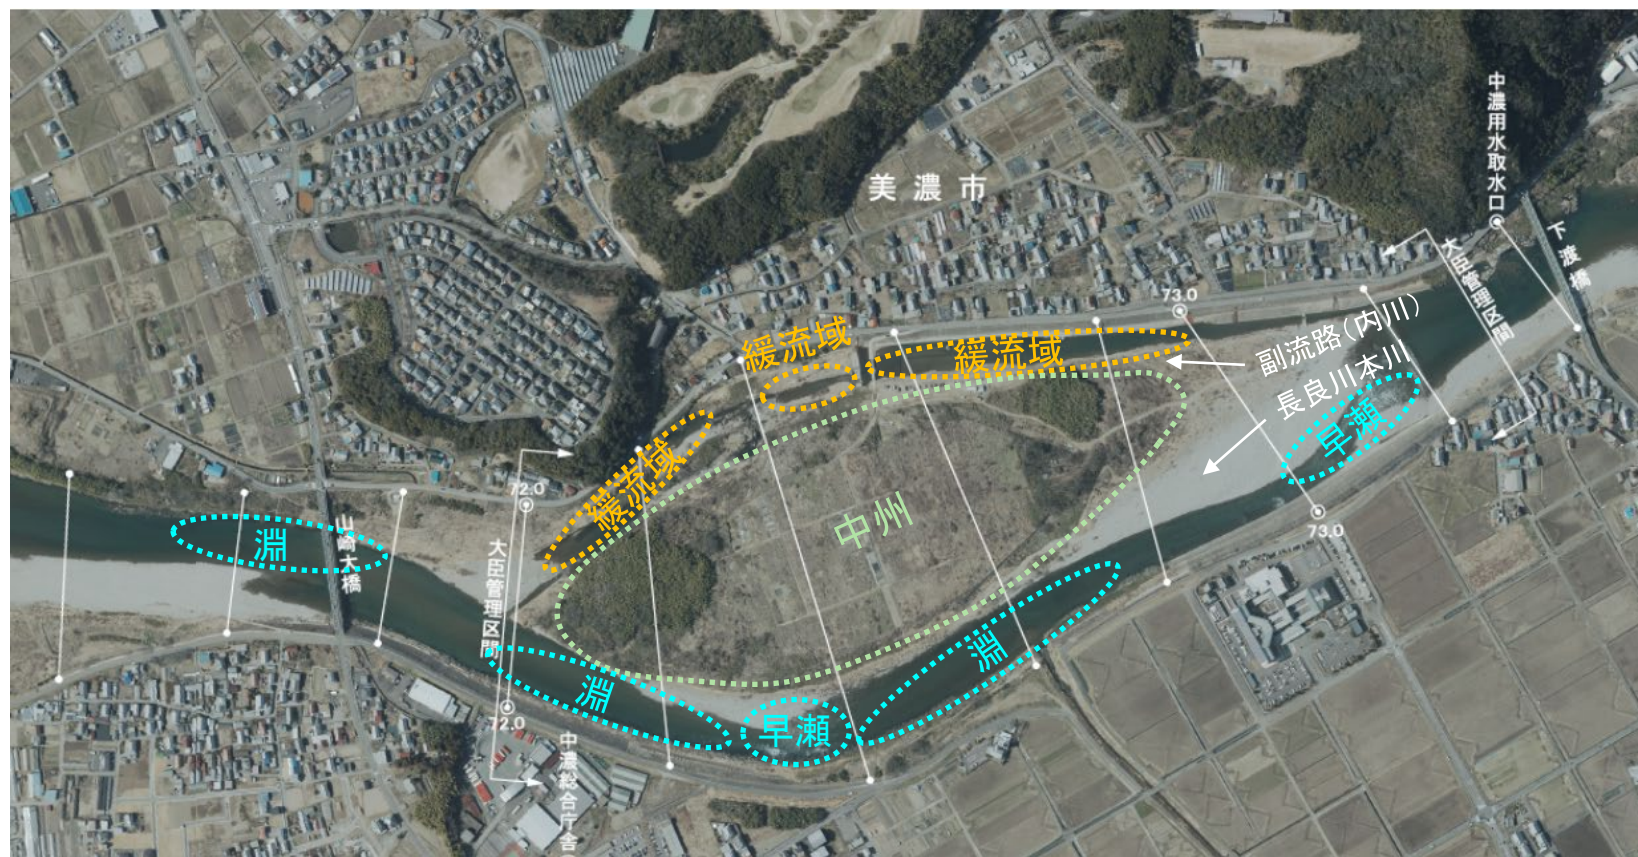 美濃市
中濃用水取水口
下渡橋
大臣管理区間
73.0
副流路(内川)
長良川本川
緩流域
緩流域
早瀬
緩流域
中州
72.0
73.0
山崎大橋
淵
大臣管理区間
淵
淵
早瀬
72.0
中濃総合庁舎